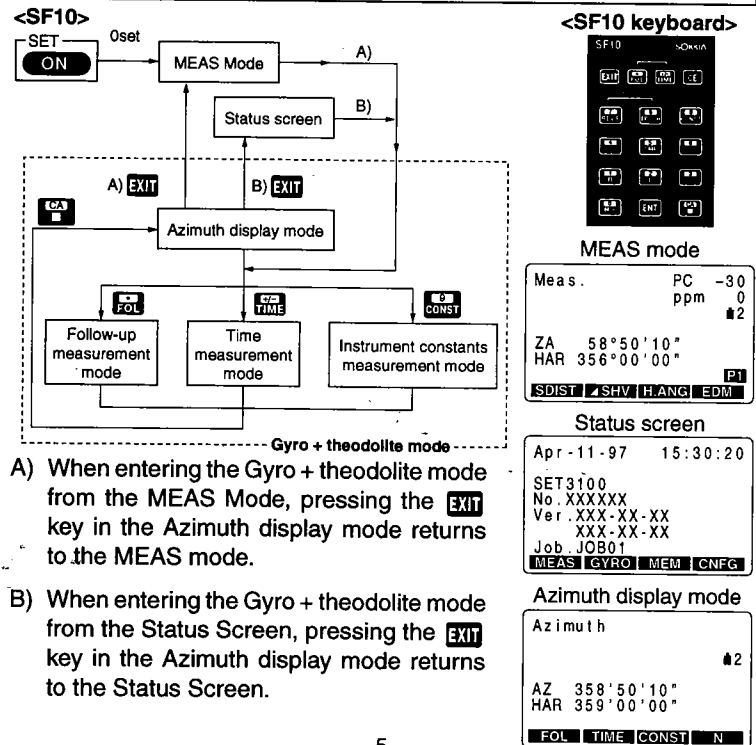 <SF10>
SET
ON
0set
MEAS Mode
A)
Status screen
B)
A) EXIT
B) EXIT
CA
Azimuth display mode
FOL
+/-
TIME
CONST
Follow-up
measurement
mode
Time
measurement
mode
Instrument constants
measurement mode
Gyro + theodolite mode
A) When entering the Gyro + theodolite mode
from the MEAS Mode, pressing the EXIT
key in the Azimuth display mode returns
to the MEAS mode.
B) When entering the Gyro + theodolite mode
from the Status Screen, pressing the EXIT
key in the Azimuth display mode returns
to the Status Screen.
5
<SF10 keyboard>
SF10 SOKKIA
EXIT FOL TIME CE
ENT
MEAS mode
Meas. PC -30
ppm 0
2
ZA 58°50'10"
HAR 356°00'00"
P1
SDIST ⊿SHV H.ANG EDM
Status screen
Apr-11-97 15:30:20
SET3100
No.XXXXXX
Ver.XXX-XX-XX
XXX-XX-XX
Job.JOB01
MEAS GYRO MEM CNFG
Azimuth display mode
Azimuth
2
AZ 358'50'10"
HAR 359'00'00"
FOL TIME CONST N